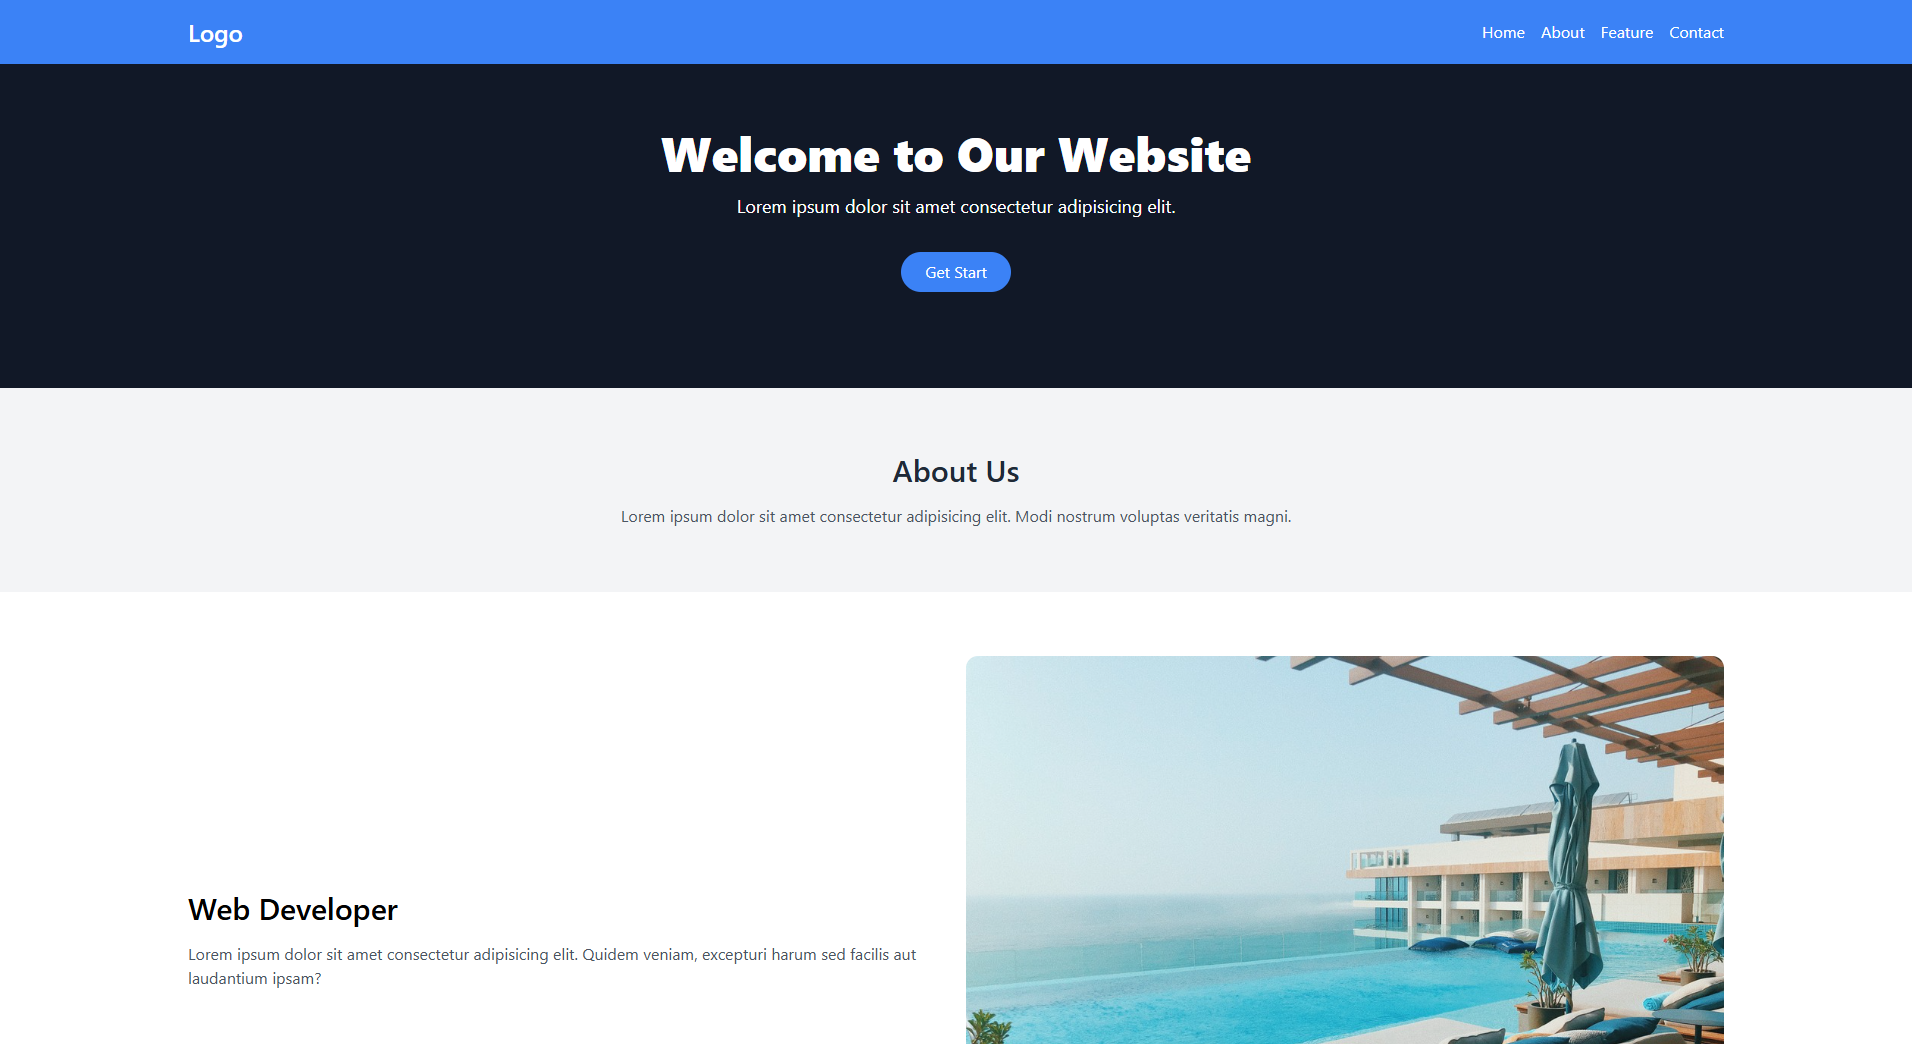 Logo
Home About Feature Contact
Welcome to Our Website
Lorem ipsum dolor sit amet consectetur adipisicing elit.
Get Start
About Us
Lorem ipsum dolor sit amet consectetur adipisicing elit. Modi nostrum voluptas veritatis magni.
Web Developer
Lorem ipsum dolor sit amet consectetur adipisicing elit. Quidem veniam, excepturi harum sed facilis aut
laudantium ipsam?